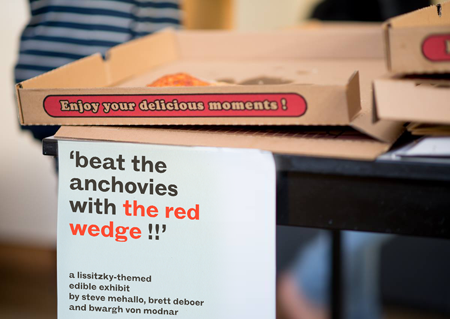 Enjoy your delicious moments !
‘beat the
anchovies
with the red
wedge !!’
a lissitzky-themed
edible exhibit
by steve mehallo, brett deboer
and bwargh von modnar